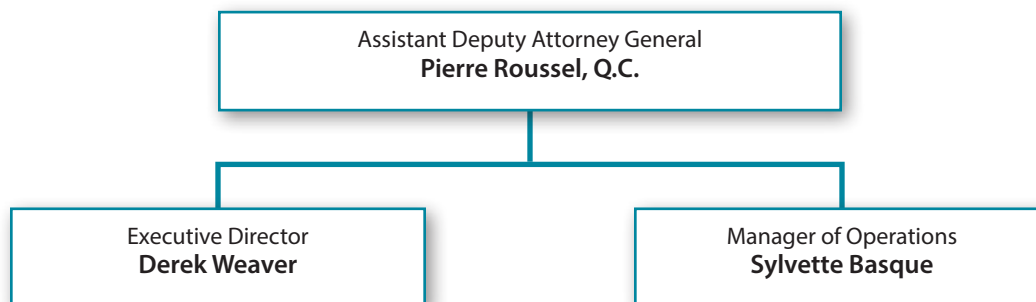 Assistant Deputy Attorney General
Pierre Roussel, Q.C.
Executive Director
Derek Weaver
Manager of Operations
Sylvette Basque